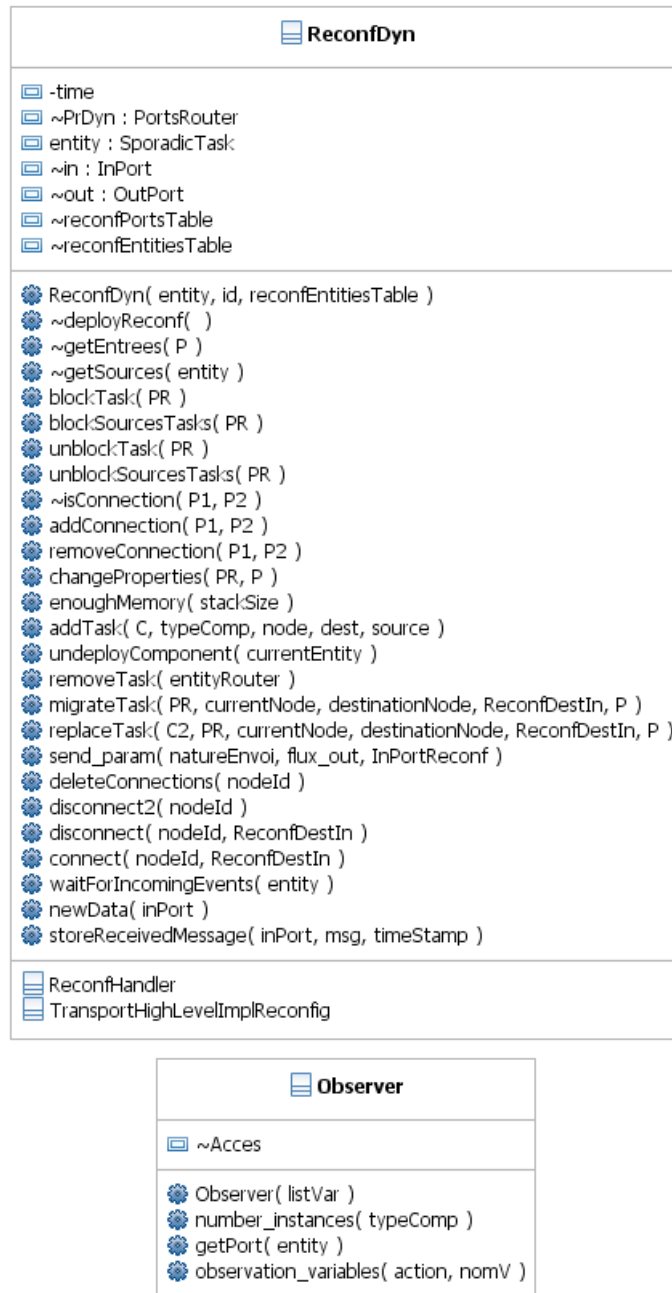 ReconfDyn
-time
~PrDyn : PortsRouter
entity : SporadicTask
~in : InPort
~out : OutPort
~reconfPortsTable
~reconfEntitiesTable
ReconfDyn( entity, id, reconfEntitiesTable )
~deployReconf(  )
~getEntrees( P )
~getSources( entity )
blockTask( PR )
blockSourcesTasks( PR )
unblockTask( PR )
unblockSourcesTasks( PR )
~isConnection( P1, P2 )
addConnection( P1, P2 )
removeConnection( P1, P2 )
changeProperties( PR, P )
enoughMemory( stackSize )
addTask( C, typeComp, node, dest, source )
undeployComponent( currentEntity )
removeTask( entityRouter )
migrateTask( PR, currentNode, destinationNode, ReconfDestIn, P )
replaceTask( C2, PR, currentNode, destinationNode, ReconfDestIn, P )
send_param( natureEnvoi, flux_out, InPortReconf )
deleteConnections( nodeId )
disconnect2( nodeId )
disconnect( nodeId, ReconfDestIn )
connect( nodeId, ReconfDestIn )
waitForIncomingEvents( entity )
newData( inPort )
storeReceivedMessage( inPort, msg, timeStamp )
ReconfHandler
TransportHighLevelImplReconfig
Observer
~Acces
Observer( listVar )
number_instances( typeComp )
getPort( entity )
observation_variables( action, nomV )